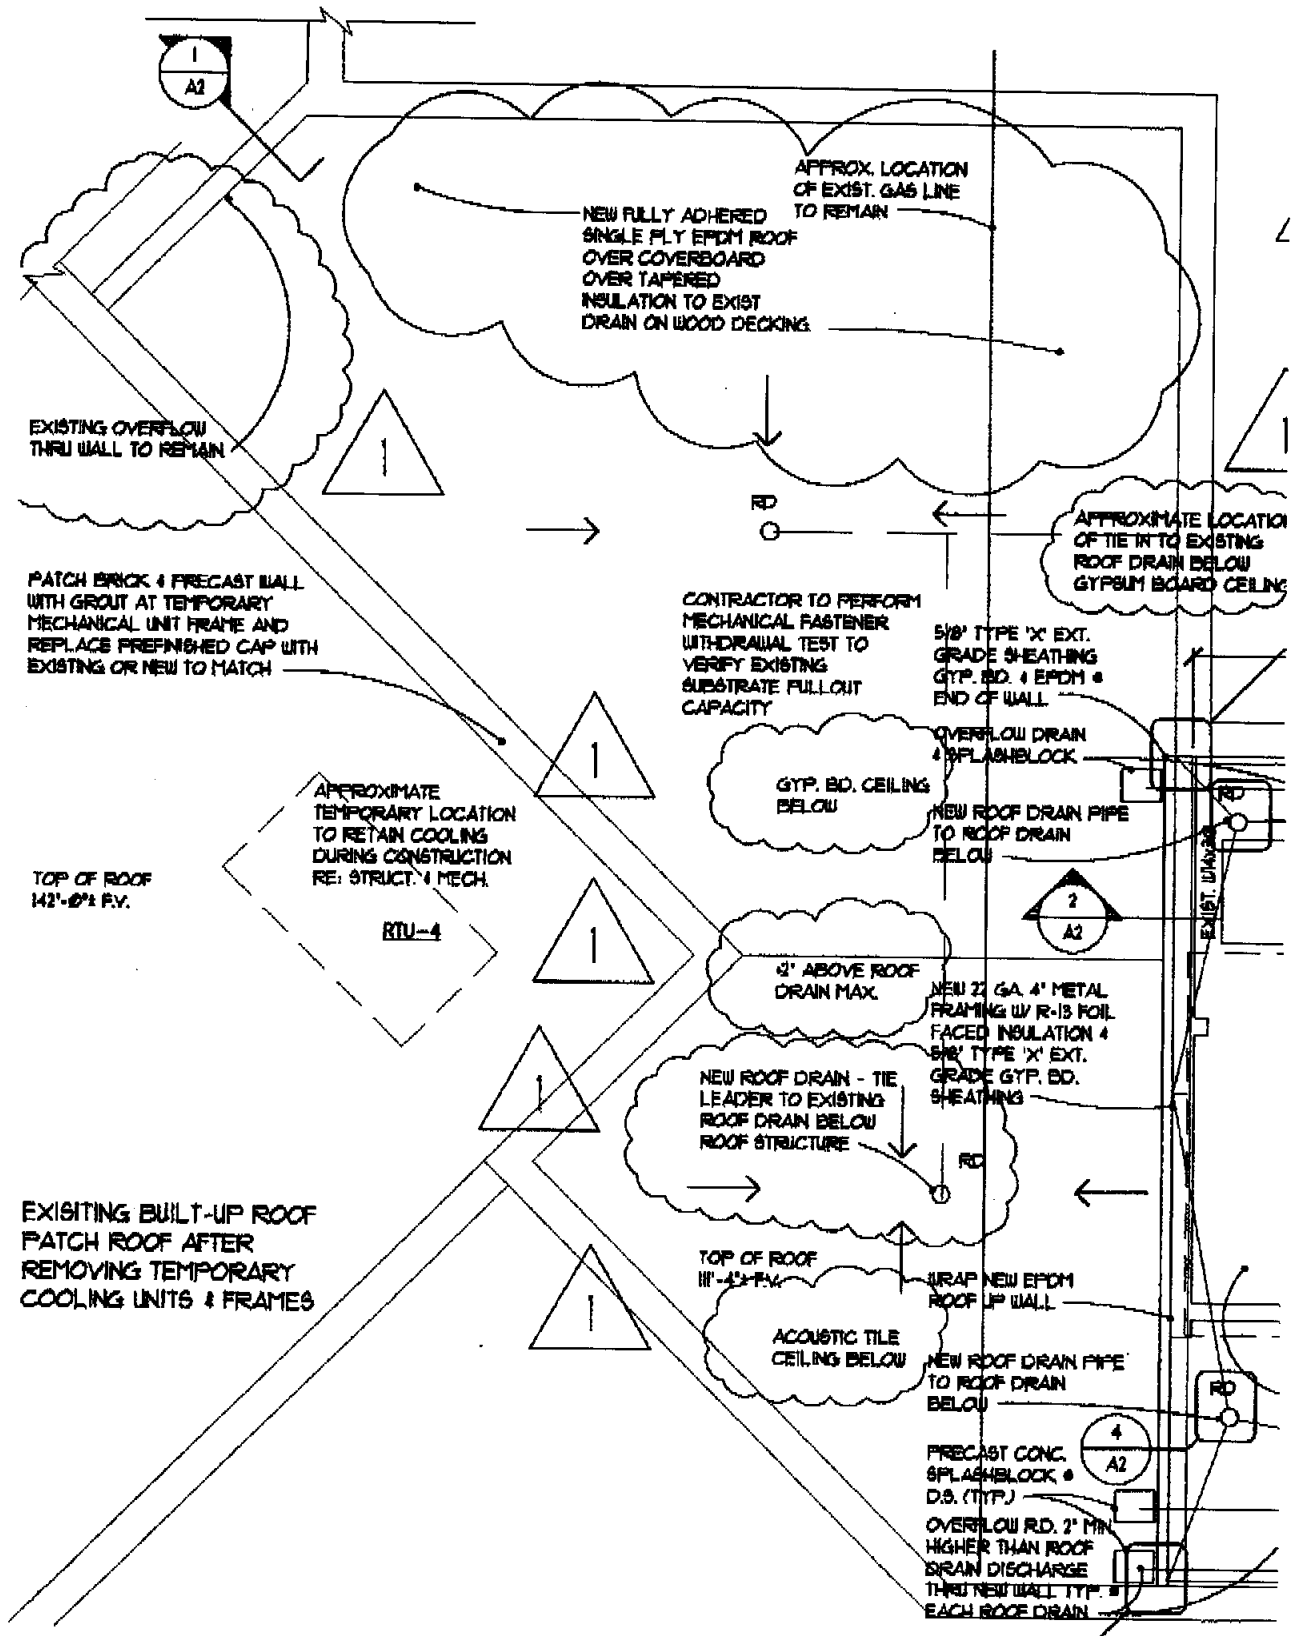 1
A2
APPROX. LOCATION
OF EXIST. GAS LINE
TO REMAIN
NEW FULLY ADHERED
SINGLE PLY EPDM ROOF
OVER COVERBOARD
OVER TAPERED
INSULATION TO EXIST
DRAIN ON WOOD DECKING
EXISTING OVERFLOW
THRU WALL TO REMAIN
1
1
RD
APPROXIMATE LOCATIO
OF TIE IN TO EXISTING
ROOF DRAIN BELOW
GYPSUM BOARD CEILING
PATCH BRICK & PRECAST WALL
WITH GROUT AT TEMPORARY
MECHANICAL UNIT FRAME AND
REPLACE PREFINISHED CAP WITH
EXISTING OR NEW TO MATCH
CONTRACTOR TO PERFORM
MECHANICAL FASTENER
WITHDRAWAL TEST TO
VERIFY EXISTING
SUBSTRATE PULLOUT
CAPACITY
5/8" TYPE 'X' EXT.
GRADE SHEATHING
GYP. BD. & EPDM @
END OF WALL
1
OVERFLOW DRAIN
& SPLASHBLOCK
GYP. BD. CEILING
BELOW
RD
NEW ROOF DRAIN PIPE
TO ROOF DRAIN
BELOW
APPROXIMATE
TEMPORARY LOCATION
TO RETAIN COOLING
DURING CONSTRUCTION
RE: STRUCT. & MECH.
RTU-4
TOP OF ROOF
142'-0"± F.V.
1
2
A2
EXIST.
2" ABOVE ROOF
DRAIN MAX.
NEW 22 GA. 4" METAL
FRAMING W/ R-13 FOIL
FACED INSULATION &
5/8" TYPE 'X' EXT.
GRADE GYP. BD.
SHEATHING
1
NEW ROOF DRAIN - TIE
LEADER TO EXISTING
ROOF DRAIN BELOW
ROOF STRUCTURE
RD
EXISITING BUILT-UP ROOF
PATCH ROOF AFTER
REMOVING TEMPORARY
COOLING UNITS & FRAMES
TOP OF ROOF
111'-4"± F.V.
1
WRAP NEW EPDM
ROOF UP WALL
ACOUSTIC TILE
CEILING BELOW
NEW ROOF DRAIN PIPE
TO ROOF DRAIN
BELOW
RD
4
A2
PRECAST CONC.
SPLASHBLOCK @
D.S. (TYP.)
OVERFLOW R.D. 2" MIN
HIGHER THAN ROOF
DRAIN DISCHARGE
THRU NEW WALL TYP. @
EACH ROOF DRAIN